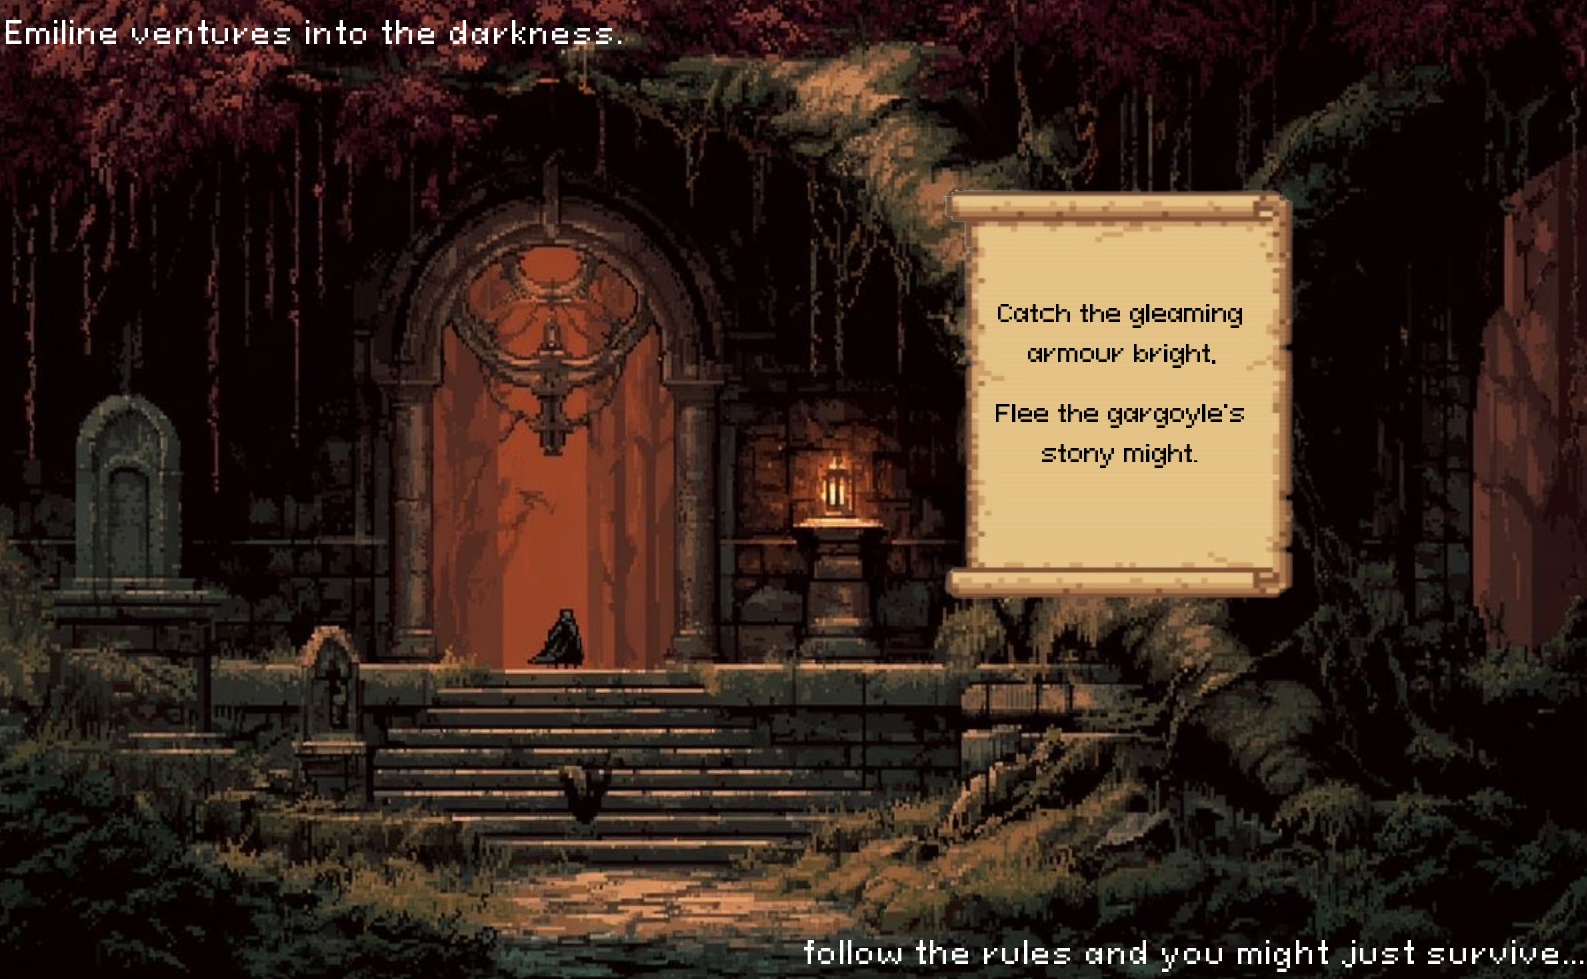 Emiline ventures into the darkness.
Catch the gleaming
armour bright.
Flee the gargoyle's
stony might.
follow the rules and you might just survive...